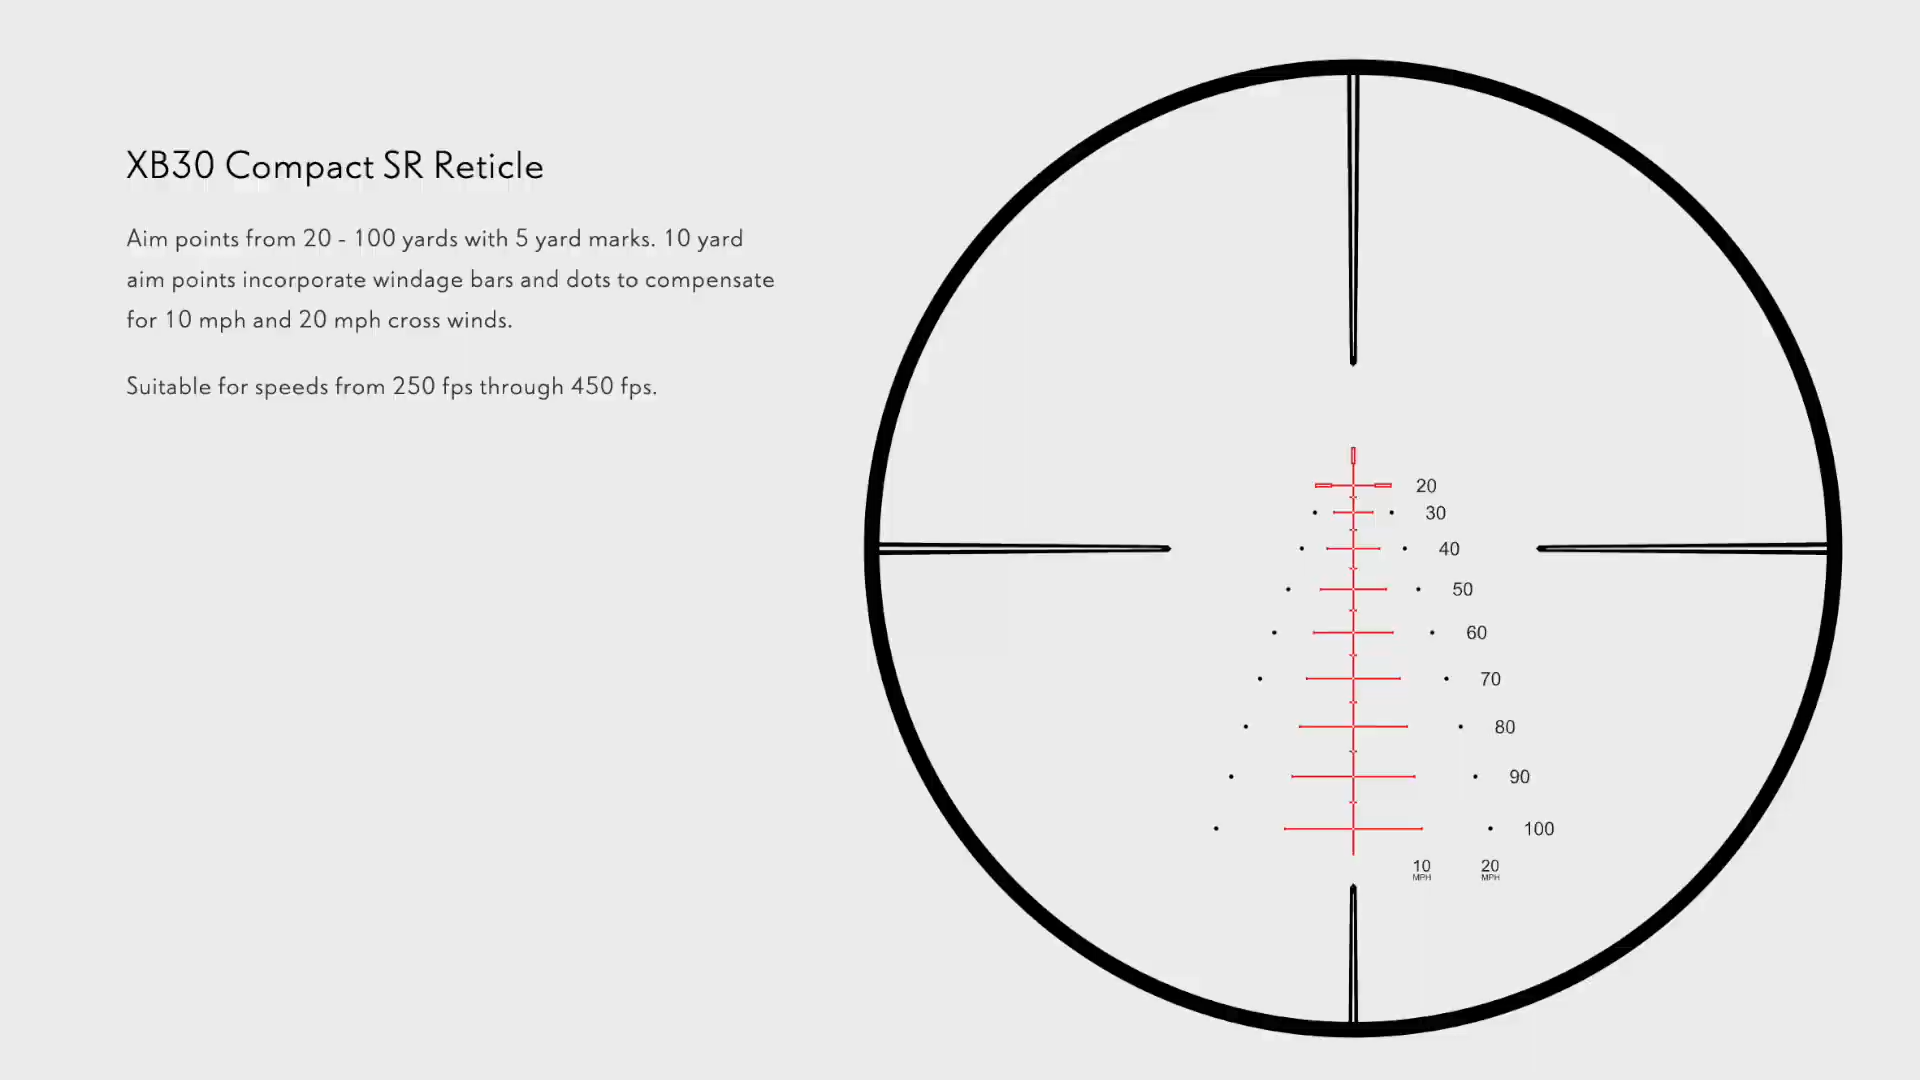 XB30 Compact SR Reticle
Aim points from 20 - 100 yards with 5 yard marks. 10 yard
aim points incorporate windage bars and dots to compensate
for 10 mph and 20 mph cross winds.
Suitable for speeds from 250 fps through 450 fps.
20
30
40
50
60
70
80
90
100
10 20
MPH MPH